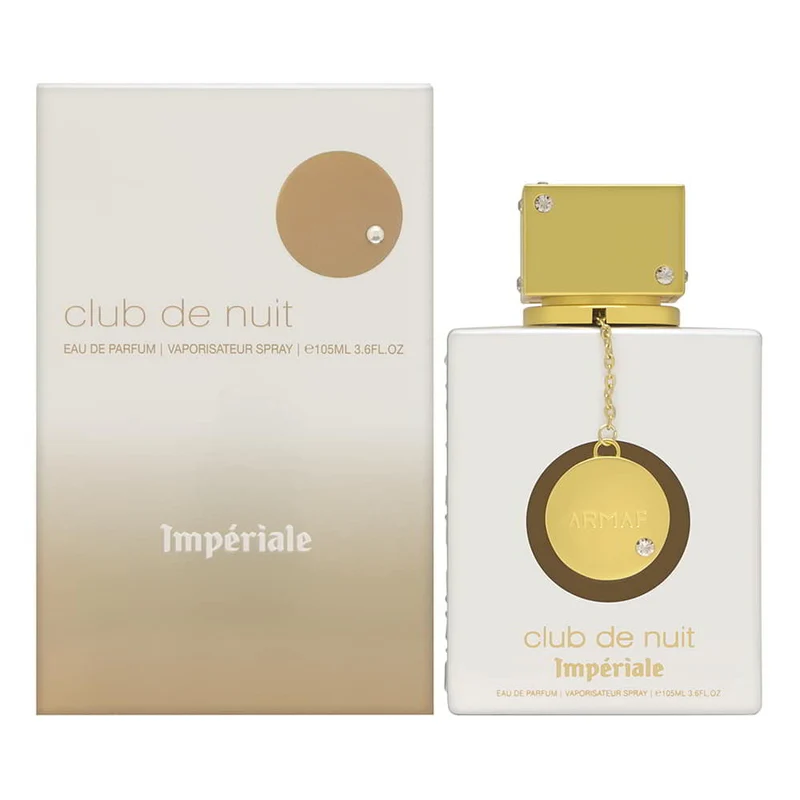 club de nuit
EAU DE PARFUM | VAPORISATEUR SPRAY | ℮105ML 3.6FL.OZ
Impériale
ARMAF
club de nuit
Impériale
EAU DE PARFUM | VAPORISATEUR SPRAY | ℮105ML 3.6FL.OZ